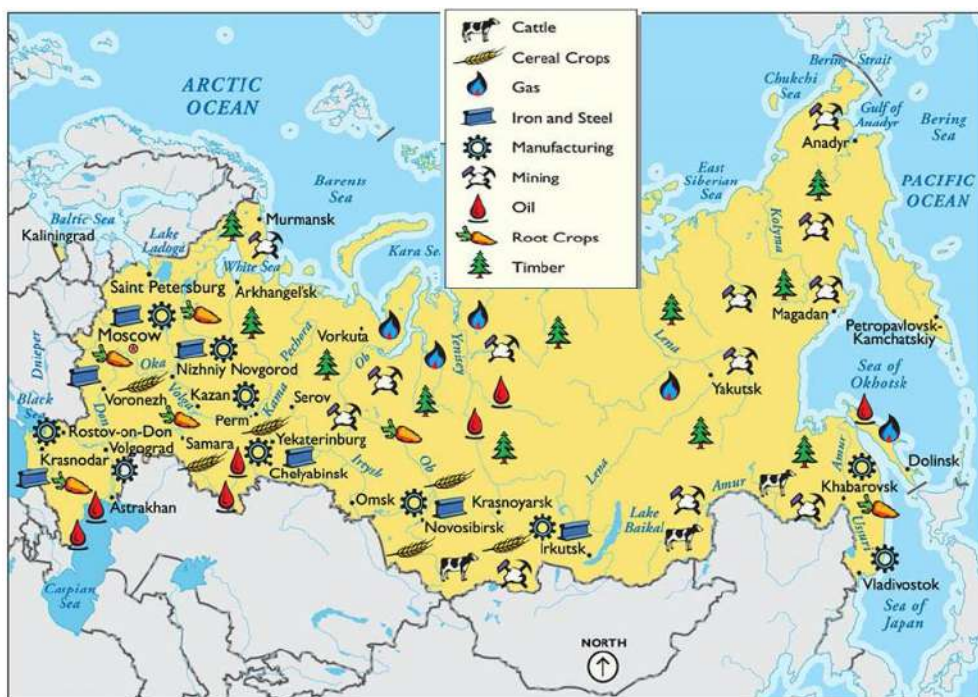 Cattle
Cereal Crops
Gas
Iron and Steel
Manufacturing
Mining
Oil
Root Crops
Timber
ARCTIC
OCEAN
Bering Strait
Chukchi
Sea
Gulf of
Anadyr
Bering
Sea
Anadyr
East
Siberian
Sea
PACIFIC
OCEAN
Barents
Sea
Kara Se
Baltic Sea
Kaliningrad
Lake
Ladoga
Murmansk
White Sea
Saint Petersburg
Arkhangel'sk
Kolyma
Magadan
Petropavlovsk-
Kamchatskiy
Moscow
Pechora
Vorkuta
Ob
Yenisey
Lena
Sea of
Okhotsk
Dnieper
Oka
Nizhniy Novgorod
Yakutsk
Voronezh
Volga
Kazan
Kama
Serov
Perm'
Black
Sea
Don
Rostov-on-Don
Volgograd
Samara
Yekaterinburg
Chelyabinsk
Irtysh
Ob
Lena
Amur
Amur
Dolinsk
Krasnodar
Astrakhan
Omsk
Novosibirsk
Krasnoyarsk
Irkutsk
Lake
Baikal
Khabarovsk
Ussuri
Vladivostok
Caspian
Sea
Sea of
Japan
NORTH